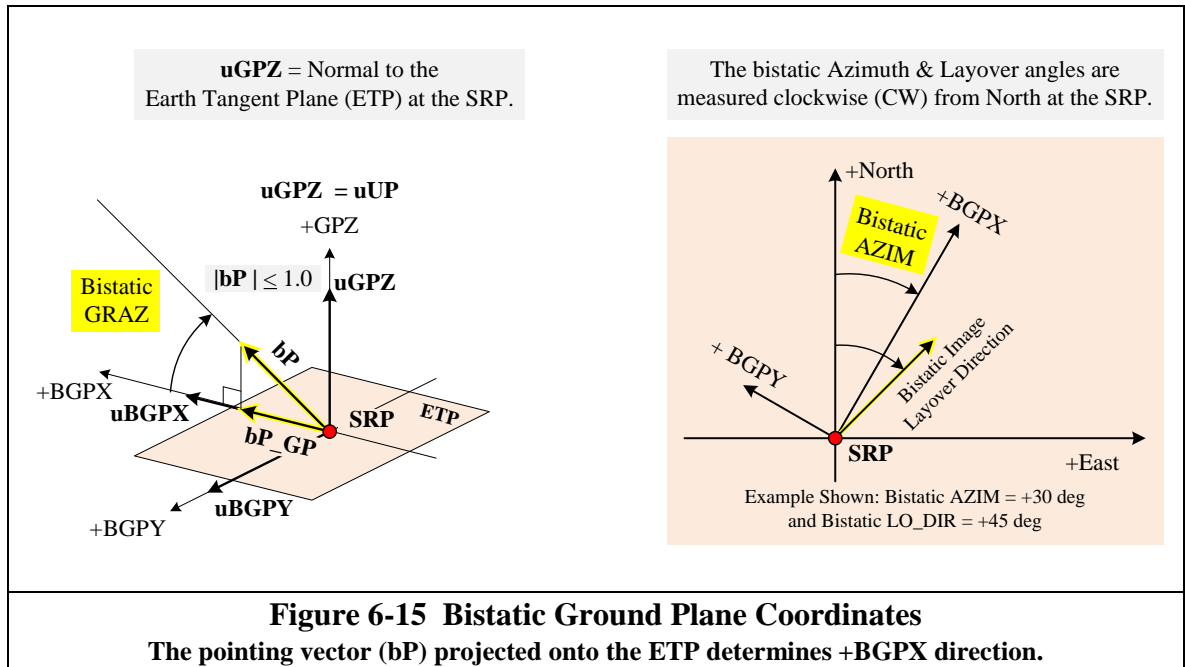 uGPZ = Normal to the
Earth Tangent Plane (ETP) at the SRP.
uGPZ = uUP
+GPZ
|bP | ≤ 1.0
uGPZ
Bistatic
GRAZ
bP
+BGPX
uBGPX
SRP
ETP
bP_GP
uBGPY
+BGPY
The bistatic Azimuth & Layover angles are
measured clockwise (CW) from North at the SRP.
+North
+BGPX
Bistatic
AZIM
+ BGPY
Bistatic Image
Layover Direction
SRP
+East
Example Shown: Bistatic AZIM = +30 deg
and Bistatic LO_DIR = +45 deg
Figure 6-15 Bistatic Ground Plane Coordinates
The pointing vector (bP) projected onto the ETP determines +BGPX direction.